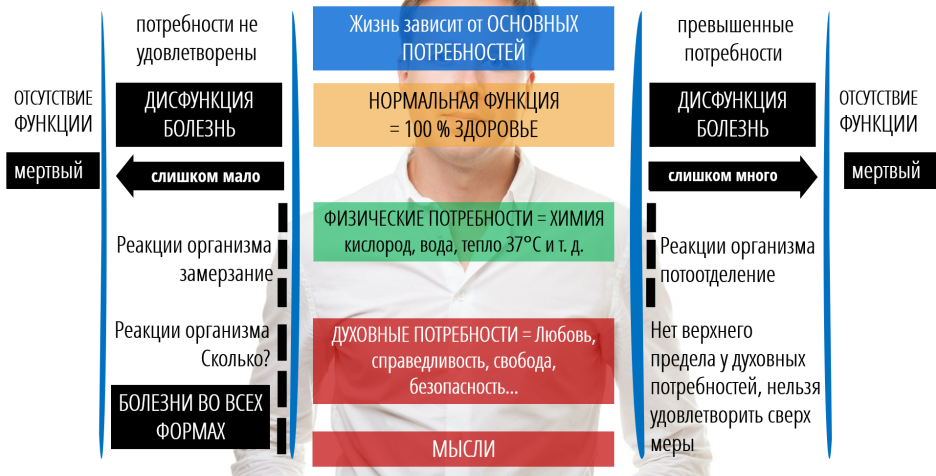 потребности не
удовлетворены
Жизнь зависит от ОСНОВНЫХ
ПОТРЕБНОСТЕЙ
превышенные
потребности
ОТСУТСТВИЕ
ФУНКЦИИ
ДИСФУНКЦИЯ
БОЛЕЗНЬ
НОРМАЛЬНАЯ ФУНКЦИЯ
= 100 % ЗДОРОВЬЕ
ДИСФУНКЦИЯ
БОЛЕЗНЬ
ОТСУТСТВИЕ
ФУНКЦИИ
мертвый
слишком мало
слишком много
мертвый
ФИЗИЧЕСКИЕ ПОТРЕБНОСТИ = ХИМИЯ
кислород, вода, тепло 37°C и т. д.
Реакции организма
замерзание
Реакции организма
потоотделение
Реакции организма
Сколько?
ДУХОВНЫЕ ПОТРЕБНОСТИ = Любовь,
справедливость, свобода,
безопасность...
Нет верхнего
предела у духовных
потребностей, нельзя
удовлетворить сверх
меры
БОЛЕЗНИ ВО ВСЕХ
ФОРМАХ
МЫСЛИ